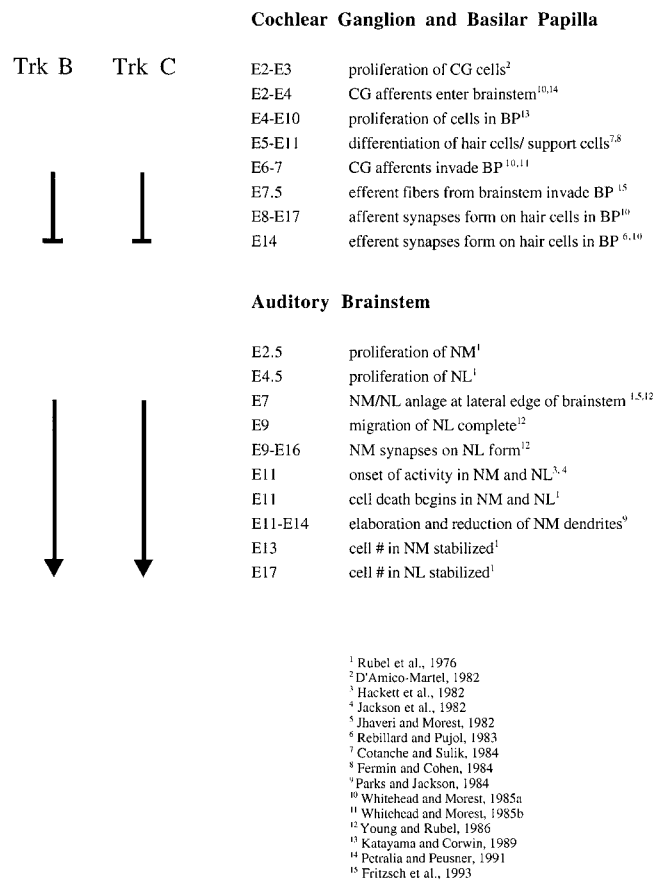 Cochlear Ganglion and Basilar Papilla
Trk B Trk C
E2-E3 proliferation of CG cells2
E2-E4 CG afferents enter brainstem10,14
E4-E10 proliferation of cells in BP13
E5-E11 differentiation of hair cells/ support cells7,8
E6-7 CG afferents invade BP 10,11
E7.5 efferent fibers from brainstem invade BP 15
E8-E17 afferent synapses form on hair cells in BP10
E14 efferent synapses form on hair cells in BP 6,10
Auditory Brainstem
E2.5 proliferation of NM1
E4.5 proliferation of NL1
E7 NM/NL anlage at lateral edge of brainstem 1,5,12
E9 migration of NL complete12
E9-E16 NM synapses on NL form12
E11 onset of activity in NM and NL3,4
E11 cell death begins in NM and NL1
E11-E14 elaboration and reduction of NM dendrites9
E13 cell # in NM stabilized1
E17 cell # in NL stabilized1
1 Rubel et al., 1976
2 D'Amico-Martel, 1982
3 Hackett et al., 1982
4 Jackson et al., 1982
5 Jhaveri and Morest, 1982
6 Rebillard and Pujol, 1983
7 Cotanche and Sulik, 1984
8 Fermin and Cohen, 1984
9 Parks and Jackson, 1984
10 Whitehead and Morest, 1985a
11 Whitehead and Morest, 1985b
12 Young and Rubel, 1986
13 Katayama and Corwin, 1989
14 Petralia and Peusner, 1991
15 Fritzsch et al., 1993